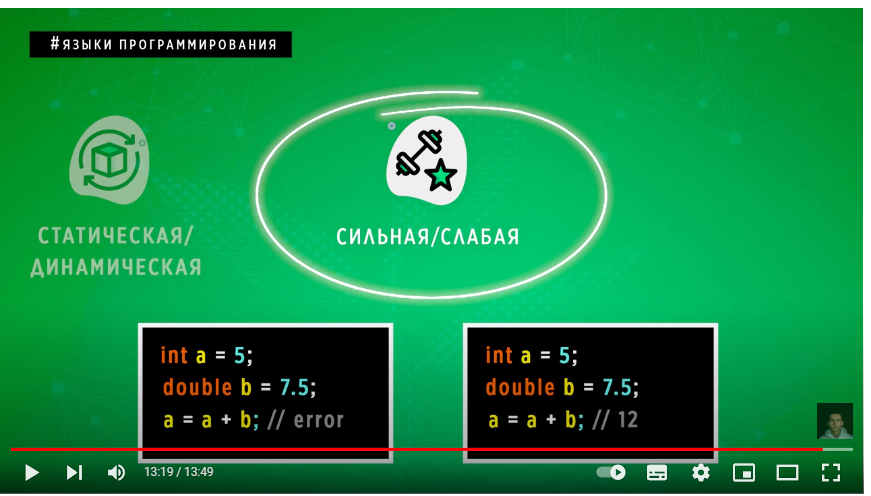 #ЯЗЫКИ ПРОГРАММИРОВАНИЯ
СТАТИЧЕСКАЯ/
ДИНАМИЧЕСКАЯ
СИЛЬНАЯ/СЛАБАЯ
int a = 5;
double b = 7.5;
a = a + b; // error
int a = 5;
double b = 7.5;
a = a + b; // 12
13:19 / 13:49